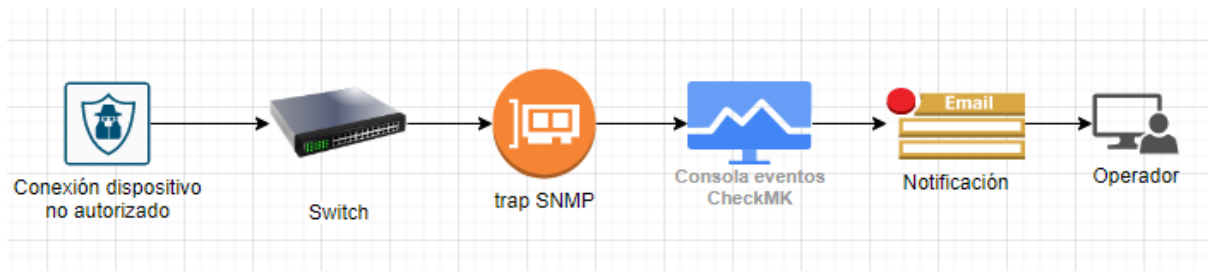 Conexión dispositivo
no autorizado
Switch
trap SNMP
Consola eventos
CheckMK
Email
Notificación
Operador